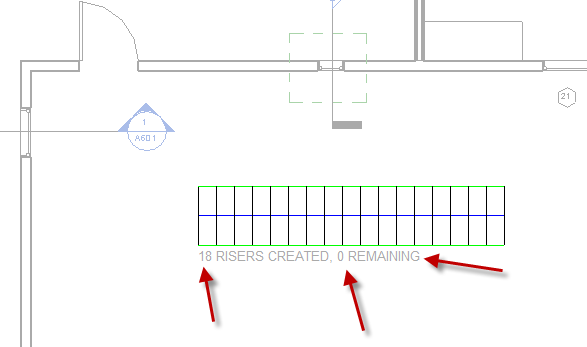 1
A601
21
18 RISERS CREATED, 0 REMAINING